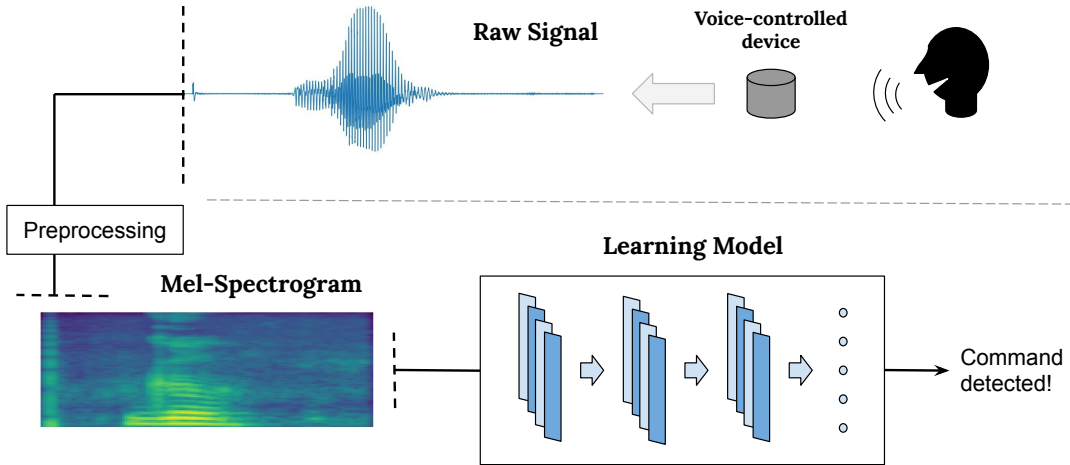 Voice-controlled
device
Raw Signal
Preprocessing
Learning Model
Mel-Spectrogram
Command
detected!